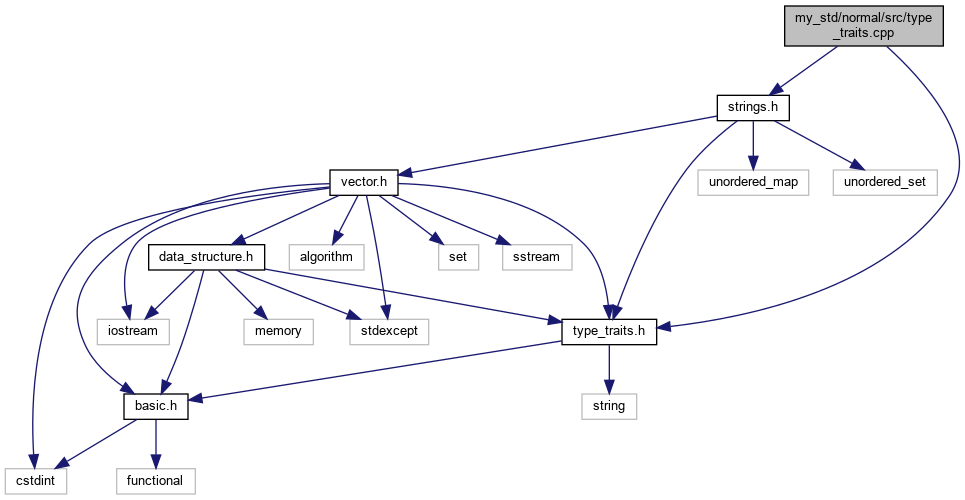 my_std/normal/src/type
_traits.cpp
strings.h
vector.h
unordered_map
unordered_set
data_structure.h
algorithm
set
sstream
iostream
memory
stdexcept
type_traits.h
basic.h
string
cstdint
functional